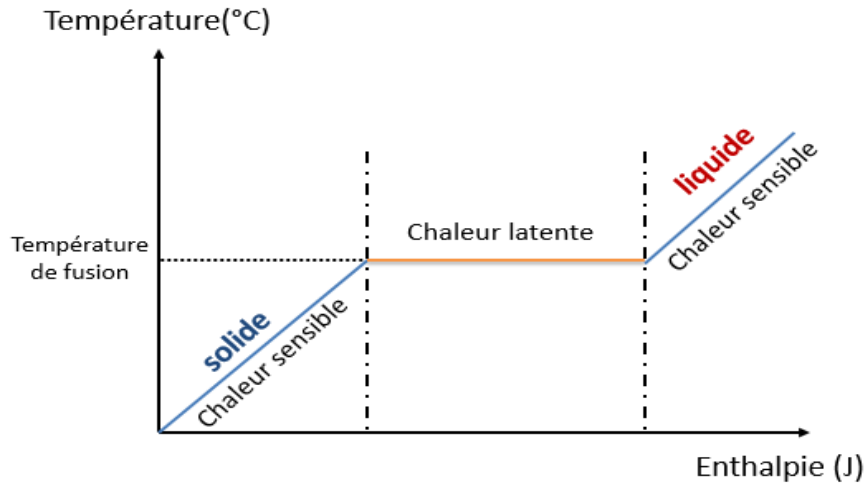 Température(°C)
liquide
Chaleur sensible
Chaleur latente
Température
de fusion
solide
Chaleur sensible
Enthalpie (J)